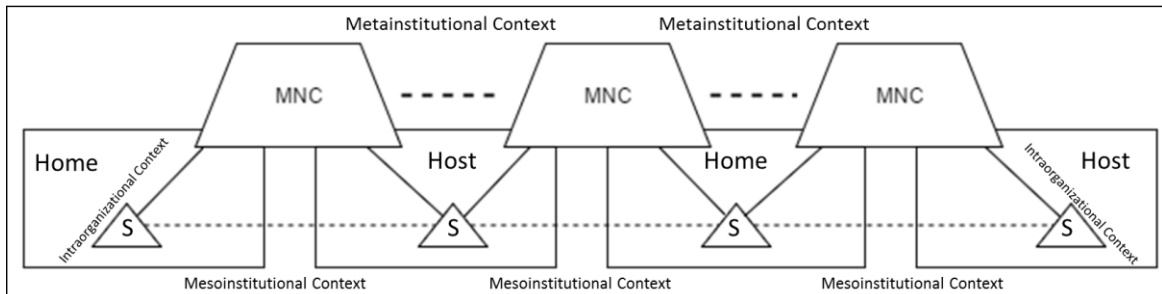 Metainstitutional Context
Metainstitutional Context
MNC
MNC
MNC
Home
Intraorganizational Context
Host
Home
Intraorganizational Context
Host
S
S
S
S
Mesoinstitutional Context
Mesoinstitutional Context
Mesoinstitutional Context